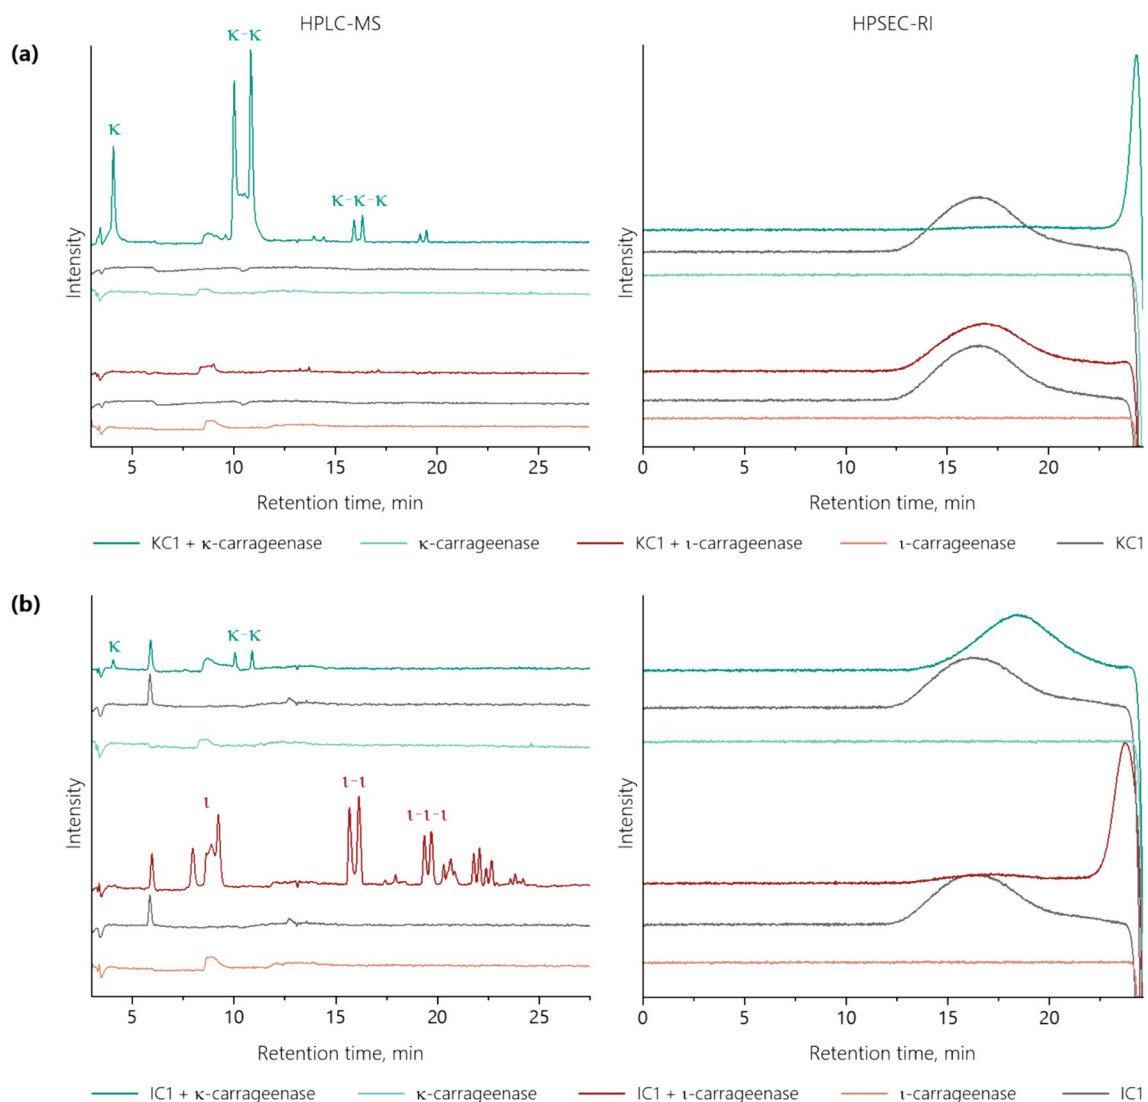 HPLC-MS HPSEC-RI
(a)
κ-κ
κ
κ-κ-κ
Intensity
Intensity
5 10 15 20 25
0 5 10 15 20
Retention time, min
Retention time, min
KC1 + κ-carrageenase κ-carrageenase KC1 + ι-carrageenase ι-carrageenase KC1
(b)
κ κ-κ
ι-ι
ι
ι-ι-ι
Intensity
Intensity
5 10 15 20 25
0 5 10 15 20
Retention time, min
Retention time, min
IC1 + κ-carrageenase κ-carrageenase IC1 + ι-carrageenase ι-carrageenase IC1